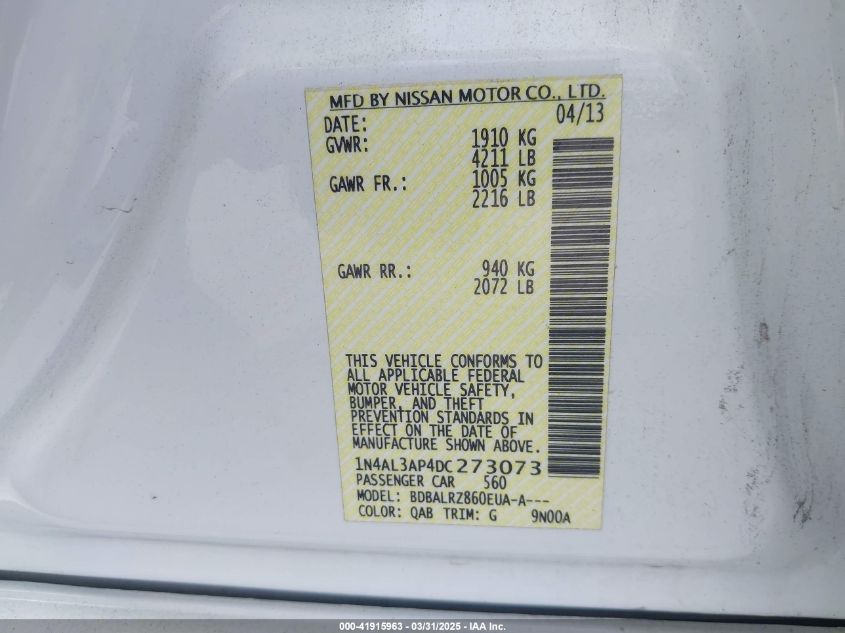 MFD BY NISSAN MOTOR CO., LTD.
DATE: 04/13
GVWR: 1910 KG
4211 LB
GAWR FR.: 1005 KG
2216 LB
GAWR RR.: 940 KG
2072 LB
THIS VEHICLE CONFORMS TO
ALL APPLICABLE FEDERAL
MOTOR VEHICLE SAFETY,
BUMPER, AND THEFT
PREVENTION STANDARDS IN
EFFECT ON THE DATE OF
MANUFACTURE SHOWN ABOVE.
1N4AL3AP4DC273073
PASSENGER CAR 560
MODEL: BDBALRZ860EUA-A---
COLOR: QAB TRIM: G 9N00A
000-41915963 - 03/31/2025 - IAA Inc.